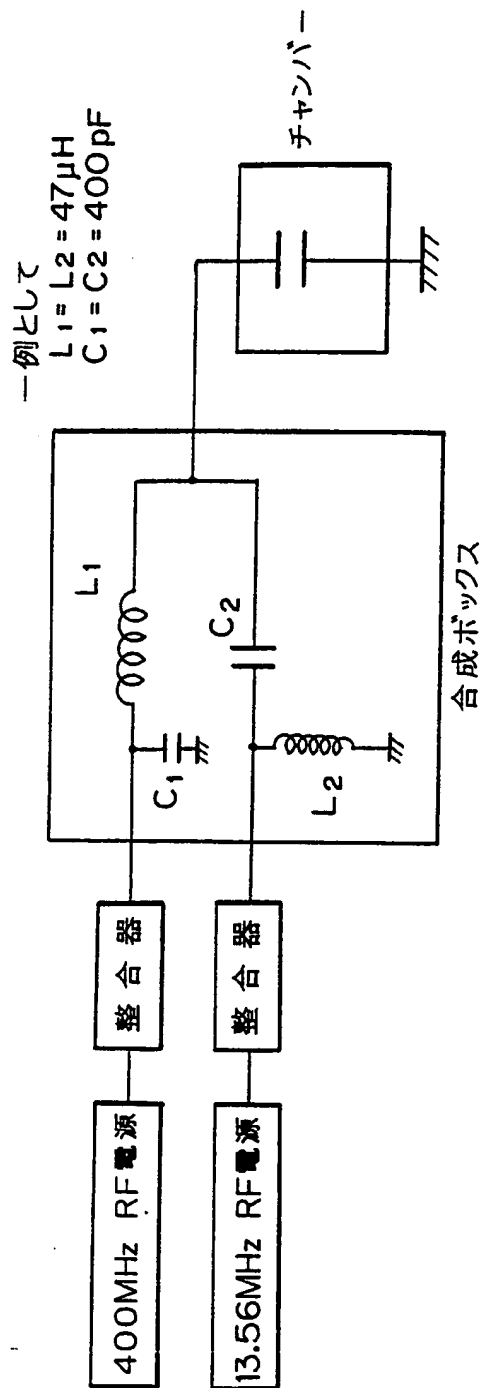 一例として
L1 = L2 = 47μH
C1 = C2 = 400pF
400MHz RF電源
整合器
L1
C1
チャンバー
13.56MHz RF電源
整合器
C2
L2
合成ボックス